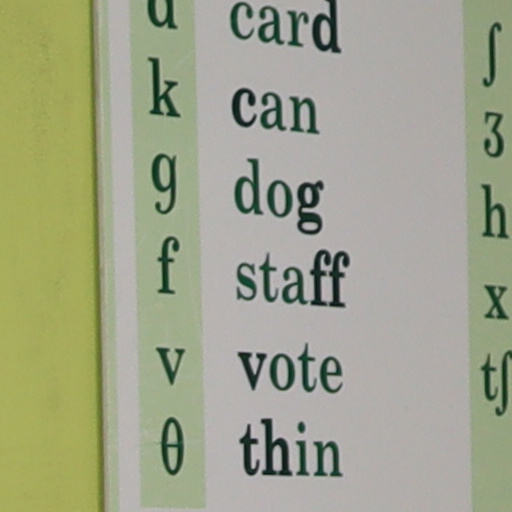 d card ʃ
k can ʒ
g dog h
f staff x
v vote tʃ
θ thin